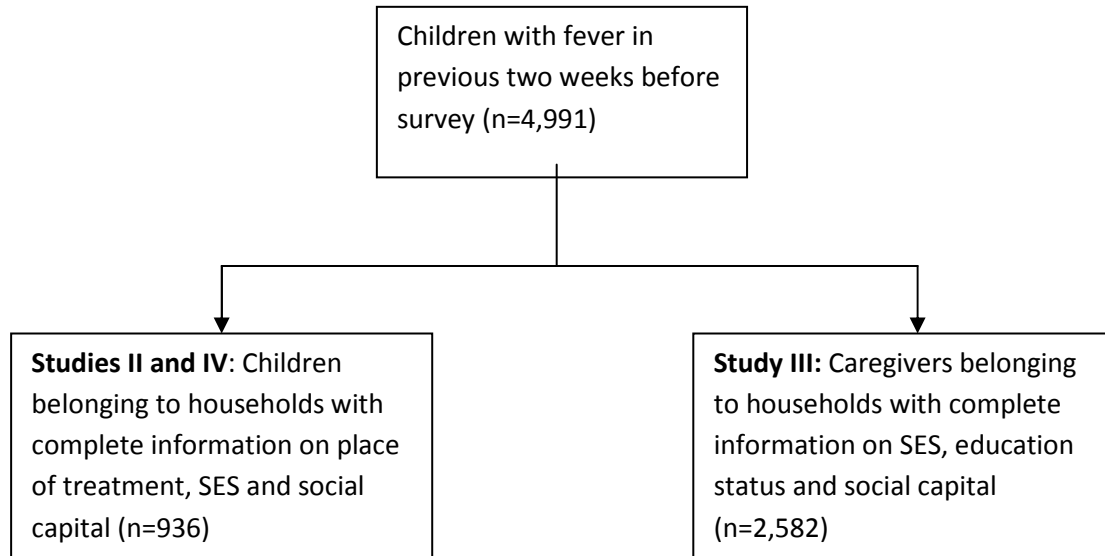 Children with fever in
previous two weeks before
survey (n=4,991)
Studies II and IV: Children
belonging to households with
complete information on place
of treatment, SES and social
capital (n=936)
Study III: Caregivers belonging
to households with complete
information on SES, education
status and social capital
(n=2,582)